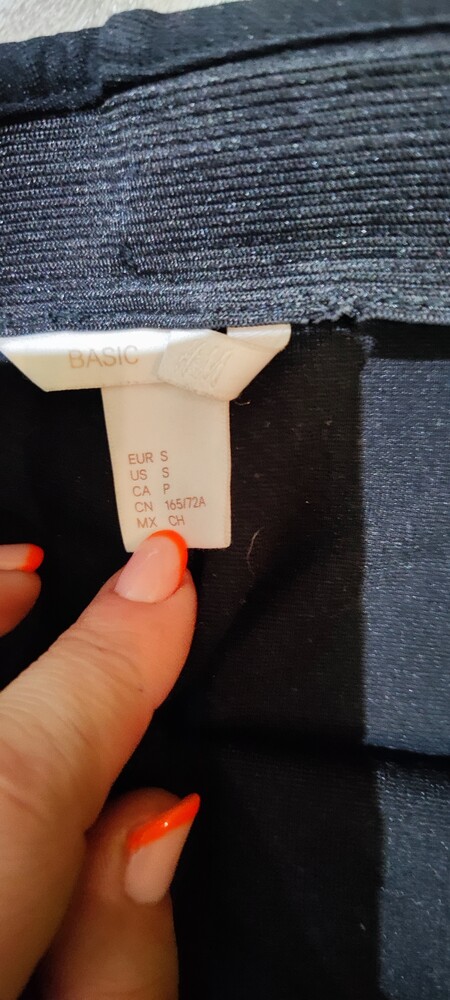 BASIC
EUR S
US S
CA P
CN 165/72A
MX CH